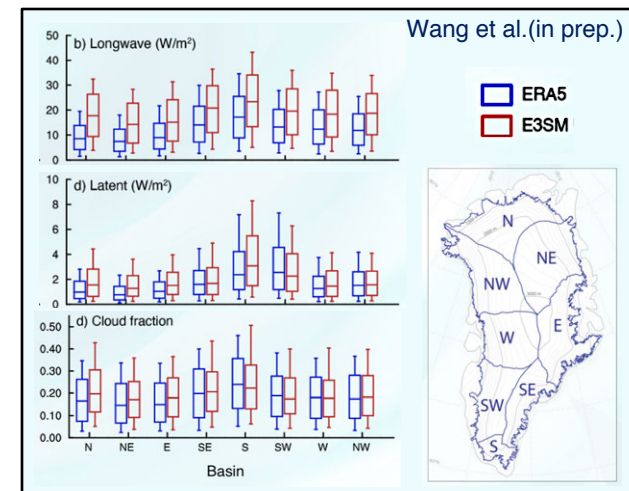 Wang et al.(in prep.)
b) Longwave (W/m²)
50
40
30
20
10
0
d) Latent (W/m²)
10
8
6
4
2
0
d) Cloud fraction
0.50
0.40
0.30
0.20
0.10
0.00
N NE E SE S SW W NW
Basin
ERA5
E3SM
N
NE
NW
W
E
SE
SW
S